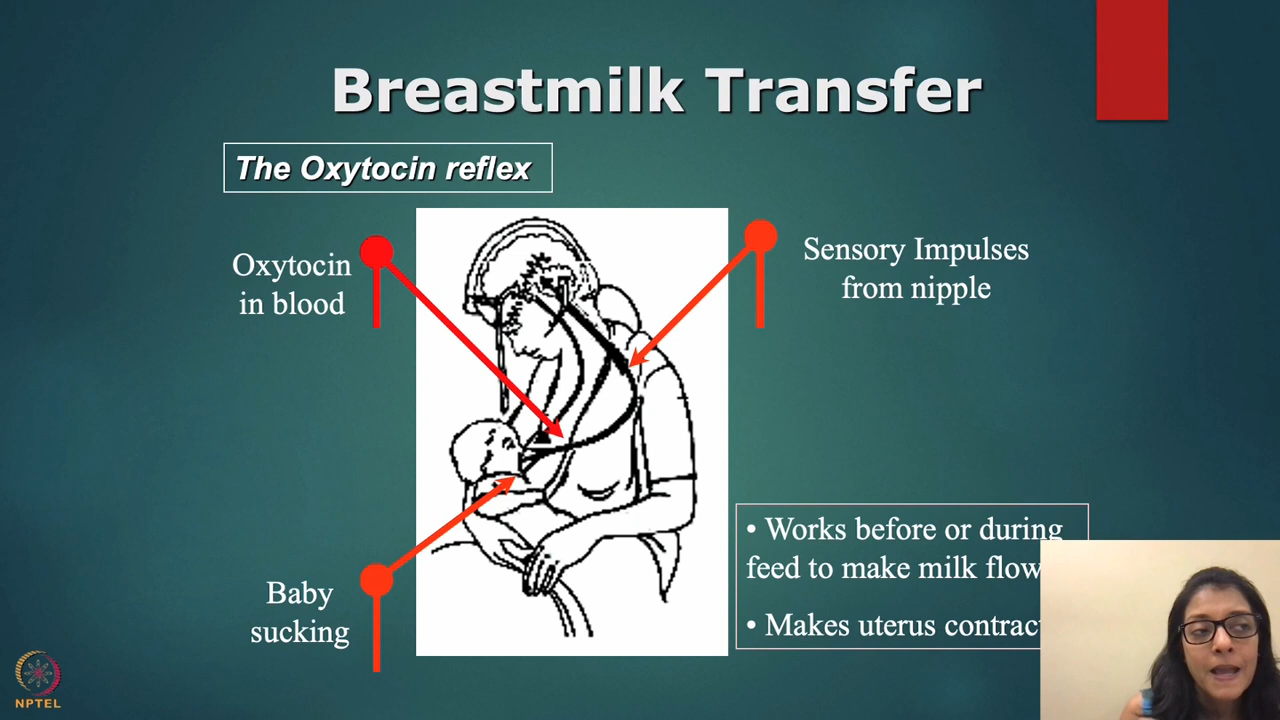 Breastmilk Transfer
The Oxytocin reflex
Oxytocin
in blood
Sensory Impulses
from nipple
Baby
sucking
• Works before or during
feed to make milk flow
• Makes uterus contract
NPTEL